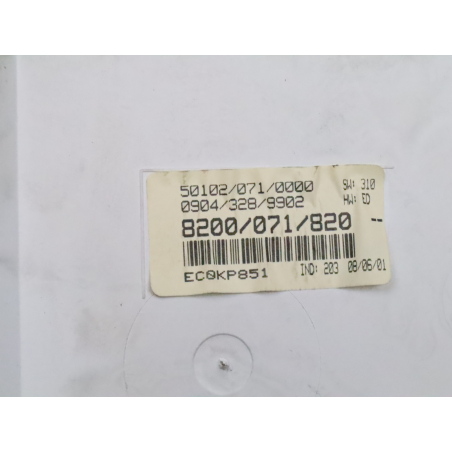 50102/071/0000 SW: 310
0904/328/9902 HW: ED
8200/071/820 --
ECQKP851 IND: 203 08/06/01